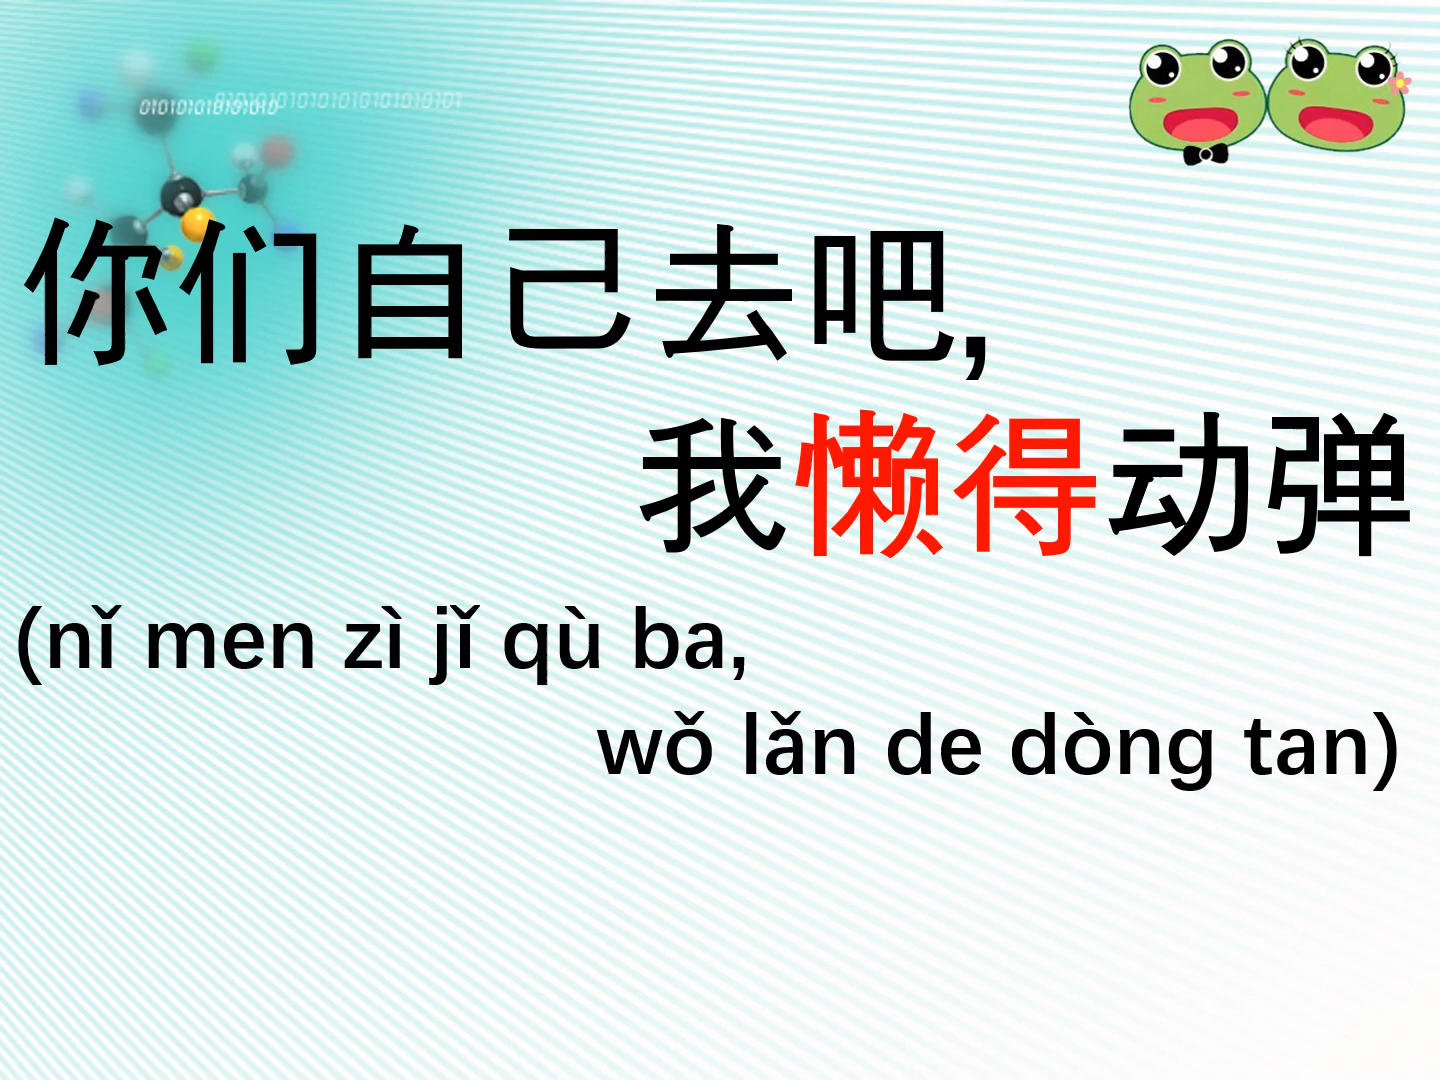 你们自己去吧,
我懒得动弹
(nǐ men zì jǐ qù ba,
wǒ lǎn de dòng tan)